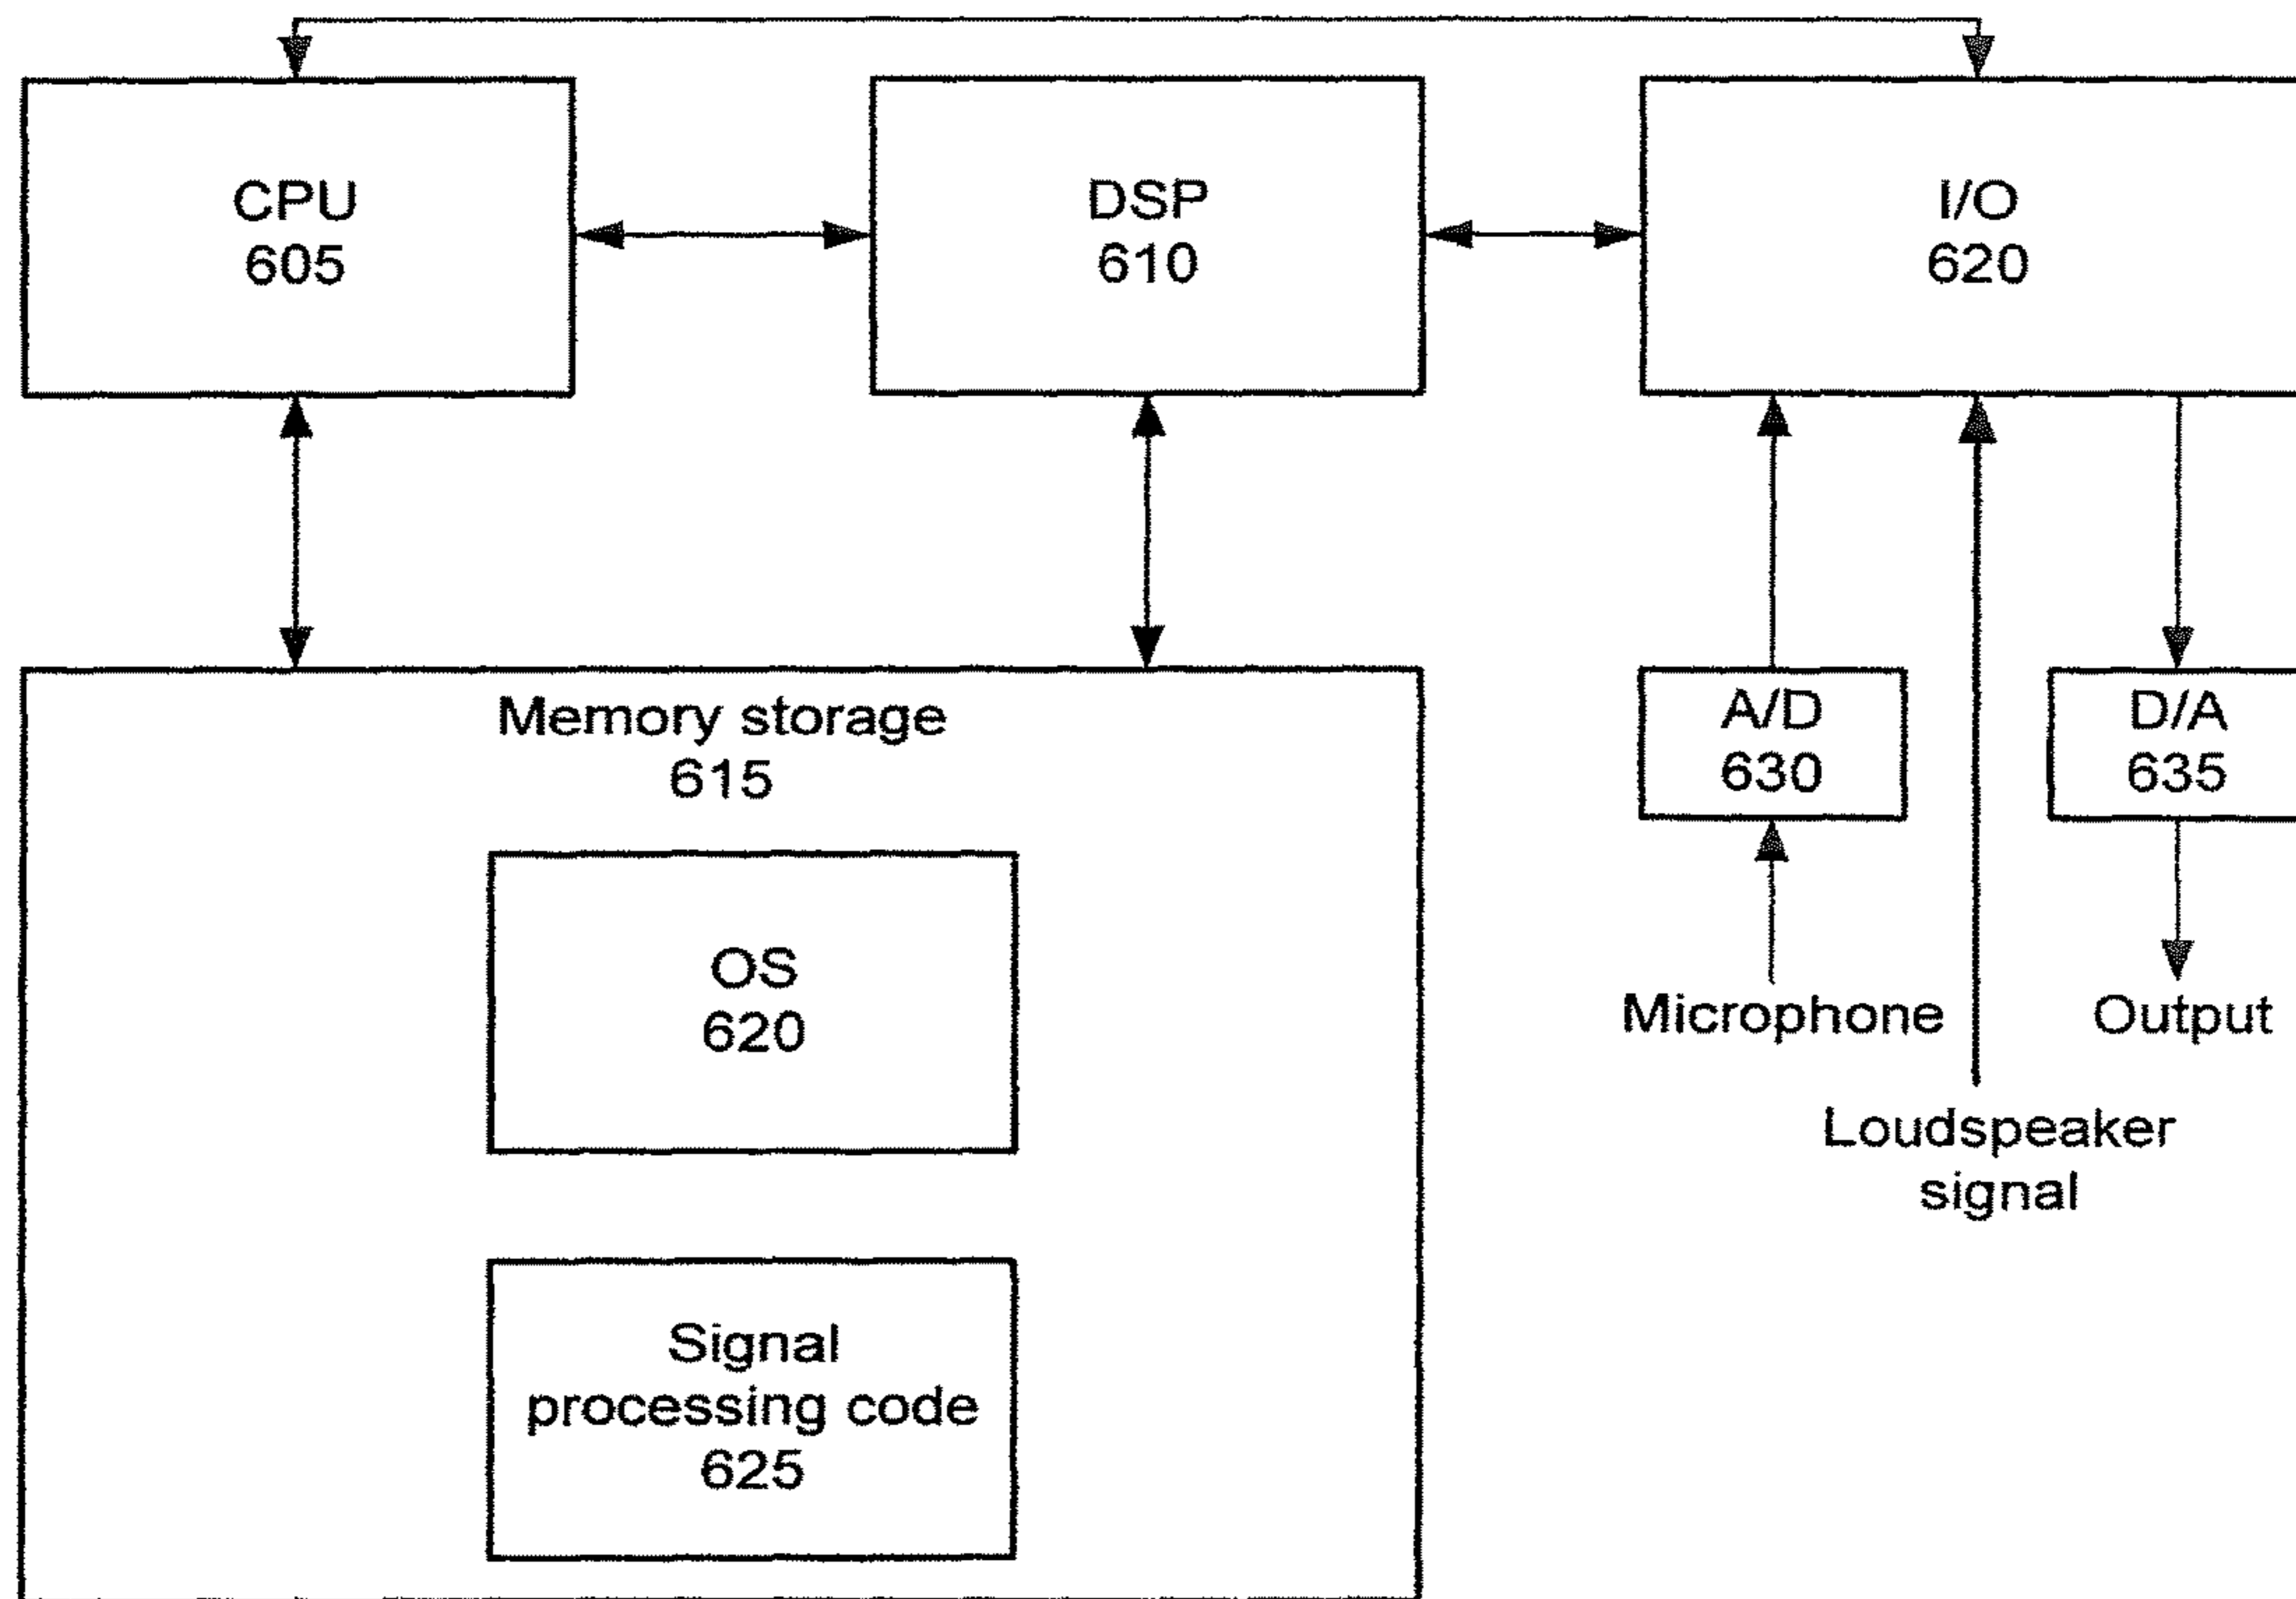 CPU
605
DSP
610
I/O
620
Memory storage
615
A/D
630
D/A
635
OS
620
Microphone
Output
Loudspeaker
signal
Signal
processing code
625